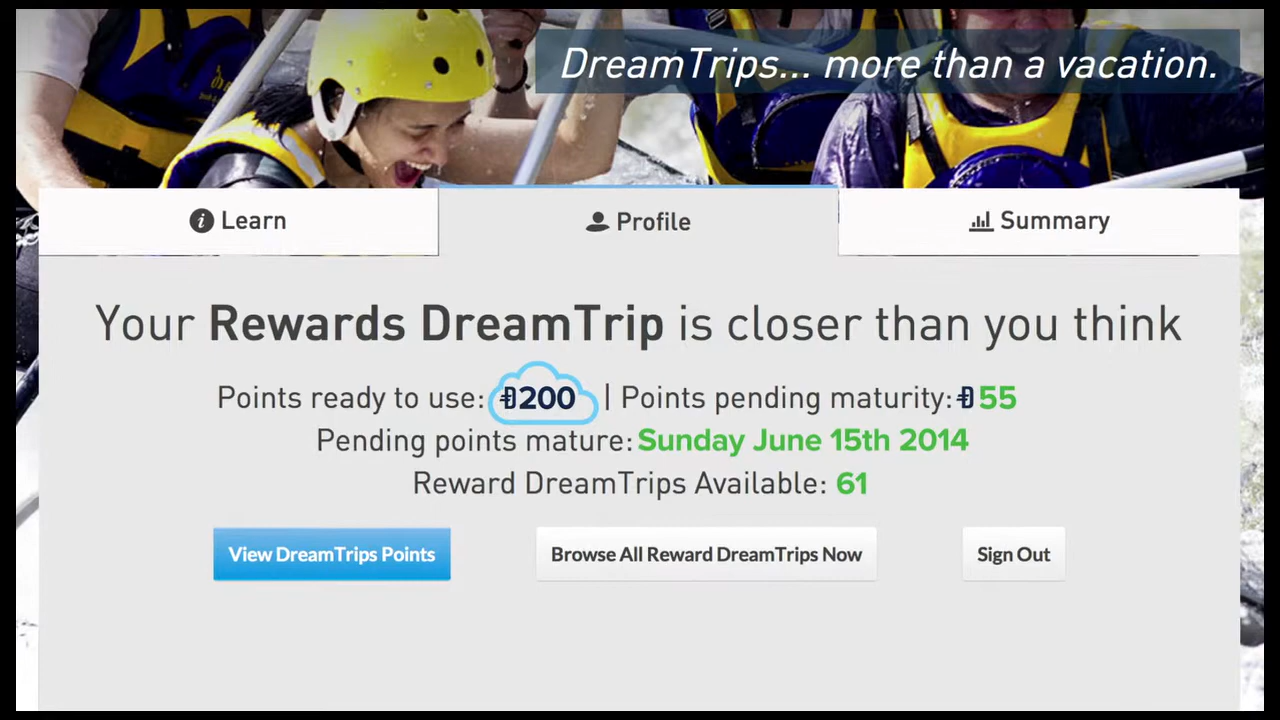 DreamTrips... more than a vacation.
Learn
Profile
Summary
Your Rewards DreamTrip is closer than you think
Points ready to use: 200 | Points pending maturity: 55
Pending points mature: Sunday June 15th 2014
Reward DreamTrips Available: 61
View DreamTrips Points
Browse All Reward DreamTrips Now
Sign Out